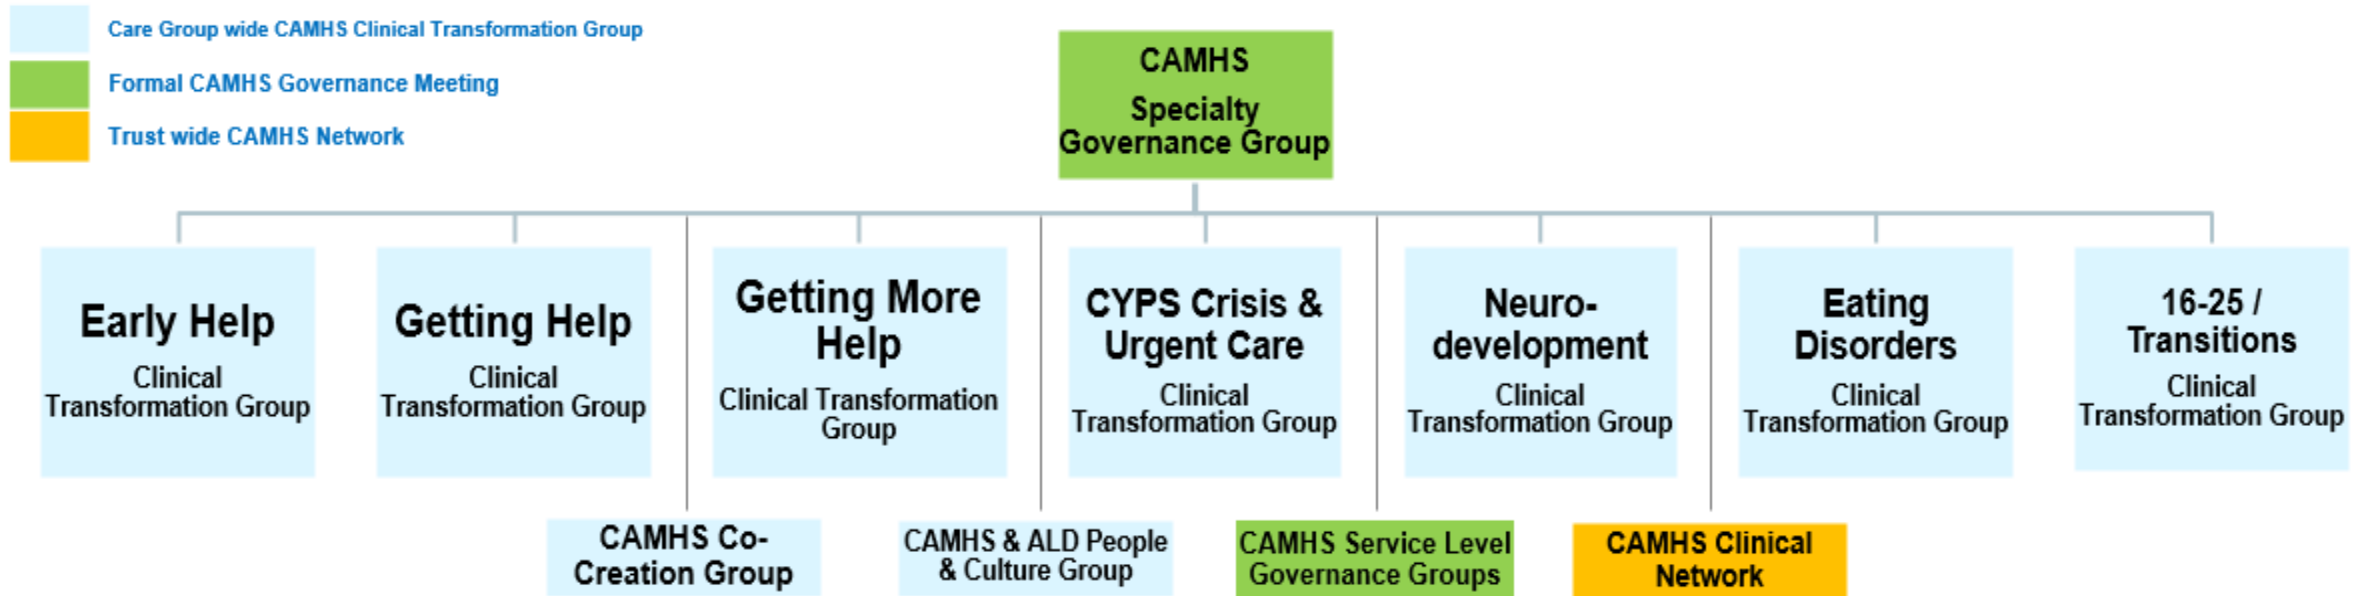 Care Group wide CAMHS Clinical Transformation Group
Formal CAMHS Governance Meeting
Trust wide CAMHS Network
CAMHS
Specialty
Governance Group
Early Help
Clinical
Transformation Group
Getting Help
Clinical
Transformation Group
Getting More
Help
Clinical Transformation
Group
CYPS Crisis &
Urgent Care
Clinical
Transformation Group
Neuro-
development
Clinical
Transformation Group
Eating
Disorders
Clinical
Transformation Group
16-25 /
Transitions
Clinical
Transformation Group
CAMHS Co-
Creation Group
CAMHS & ALD People
& Culture Group
CAMHS Service Level
Governance Groups
CAMHS Clinical
Network